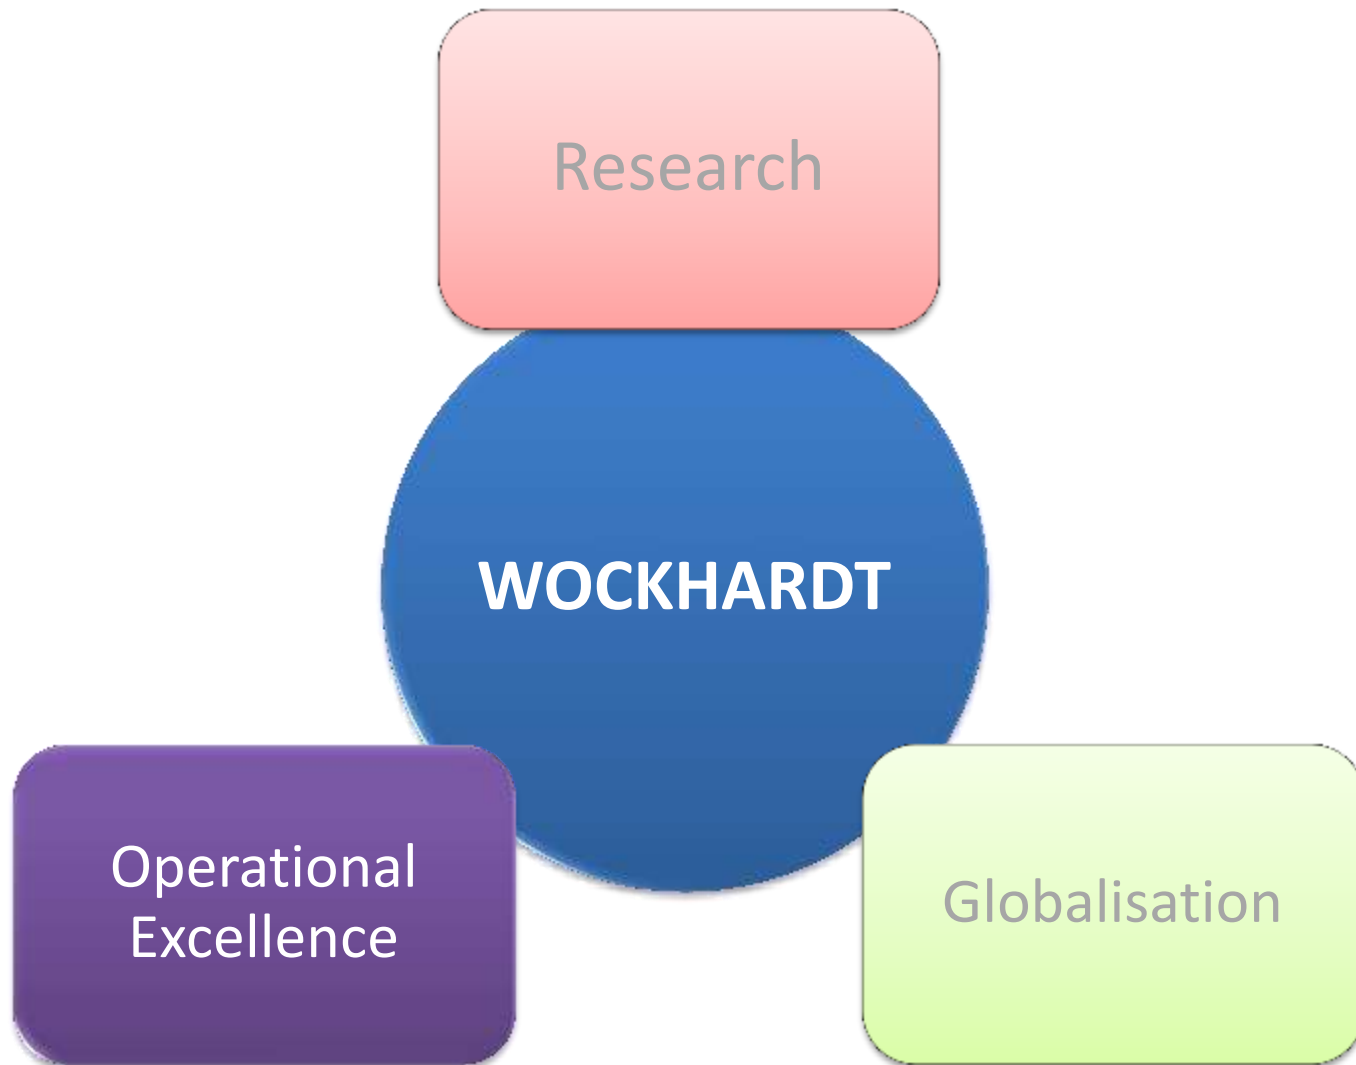 Research
WOCKHARDT
Operational
Excellence
Globalisation